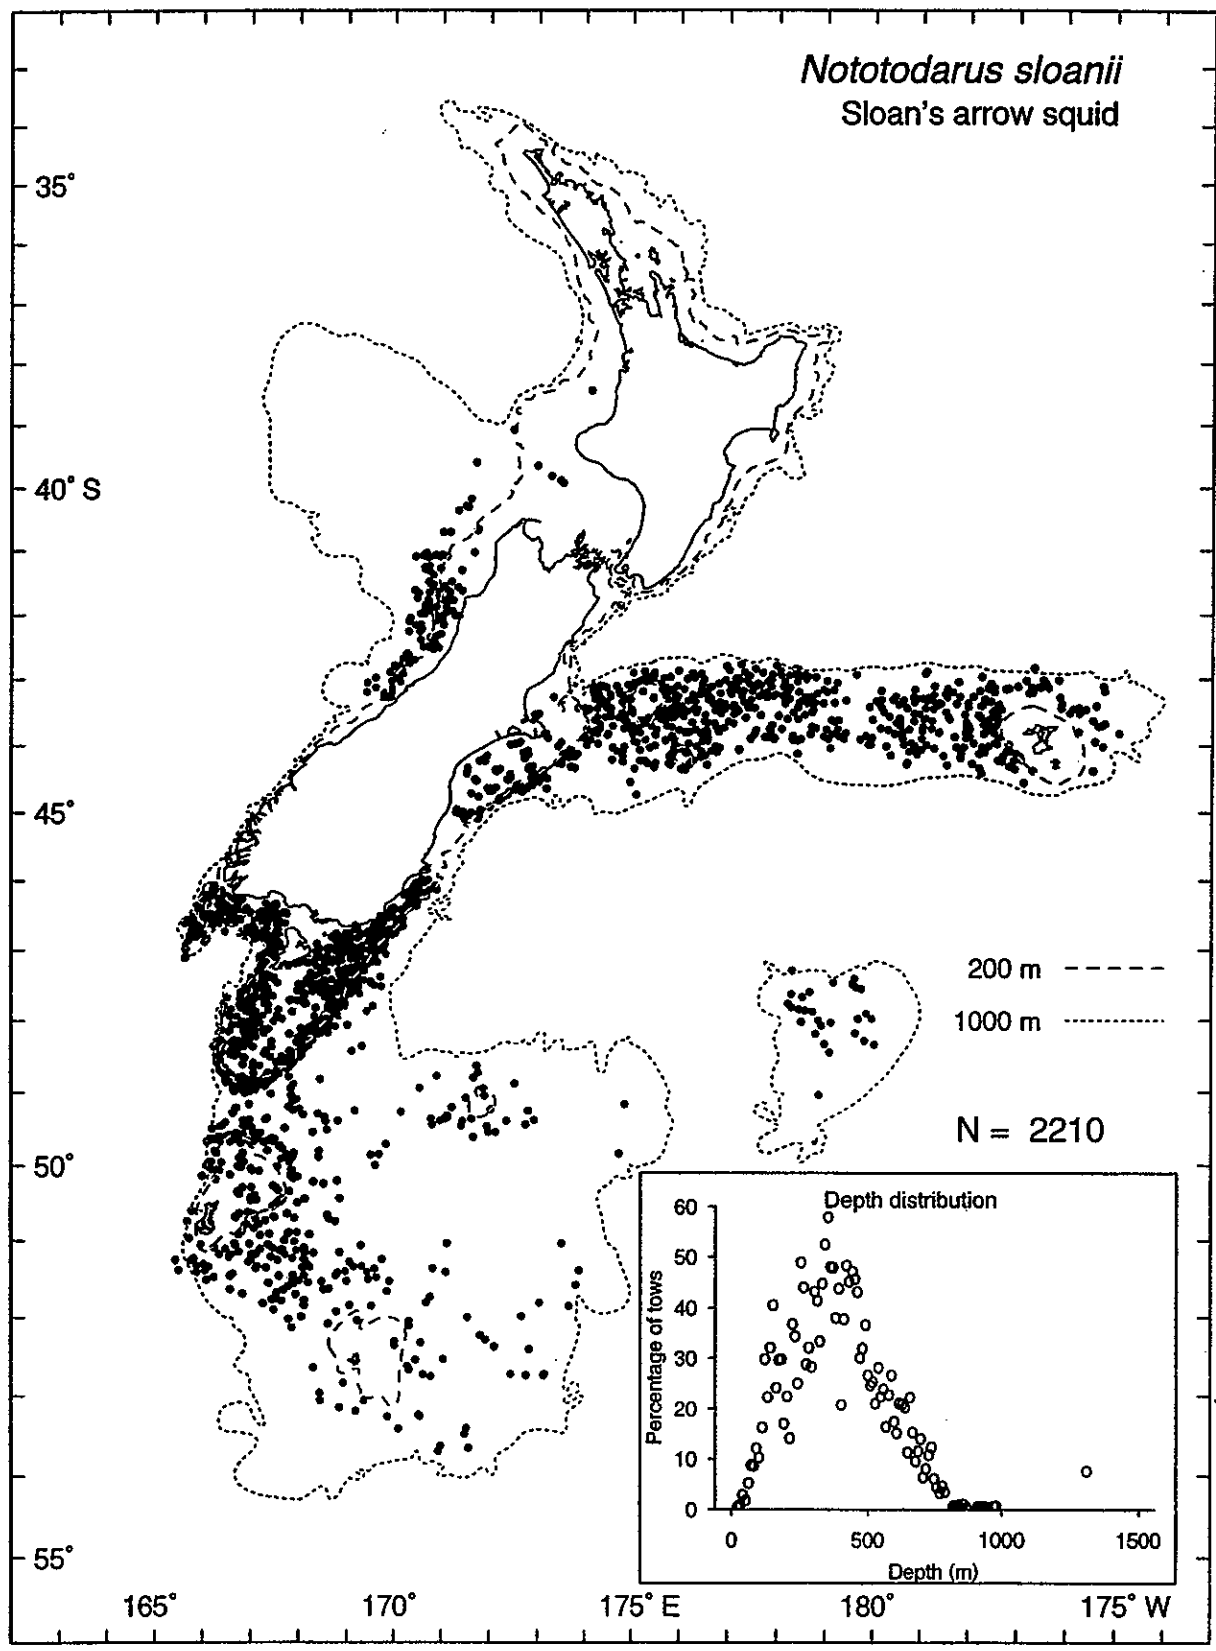 Nototodarus sloanii
Sloan's arrow squid
35°
40° S
45°
200 m
1000 m
N = 2210
50°
Depth distribution
60
50
40
30
20
10
0
Percentage of tows
0 500 1000 1500
Depth (m)
55°
165° 170° 175° E 180° 175° W